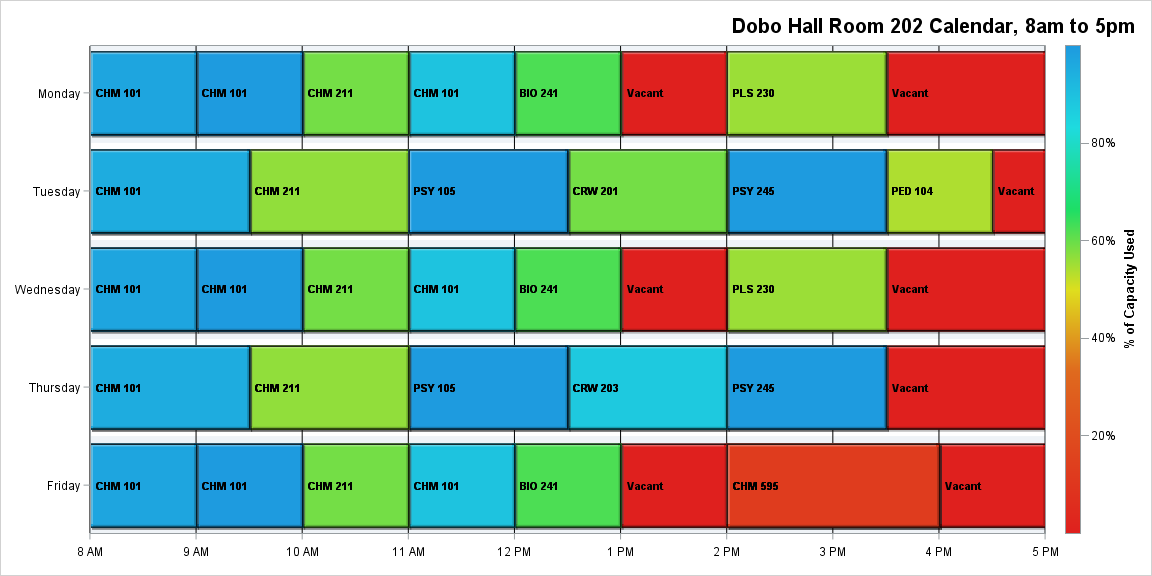 Dobo Hall Room 202 Calendar, 8am to 5pm
Monday CHM 101 CHM 101 CHM 211 CHM 101 BIO 241 Vacant PLS 230 Vacant
80%
Tuesday CHM 101 CHM 211 PSY 105 CRW 201 PSY 245 PED 104 Vacant
60%
Wednesday CHM 101 CHM 101 CHM 211 CHM 101 BIO 241 Vacant PLS 230 Vacant
% of Capacity Used
40%
Thursday CHM 101 CHM 211 PSY 105 CRW 203 PSY 245 Vacant
20%
Friday CHM 101 CHM 101 CHM 211 CHM 101 BIO 241 Vacant CHM 595 Vacant
8 AM 9 AM 10 AM 11 AM 12 PM 1 PM 2 PM 3 PM 4 PM 5 PM